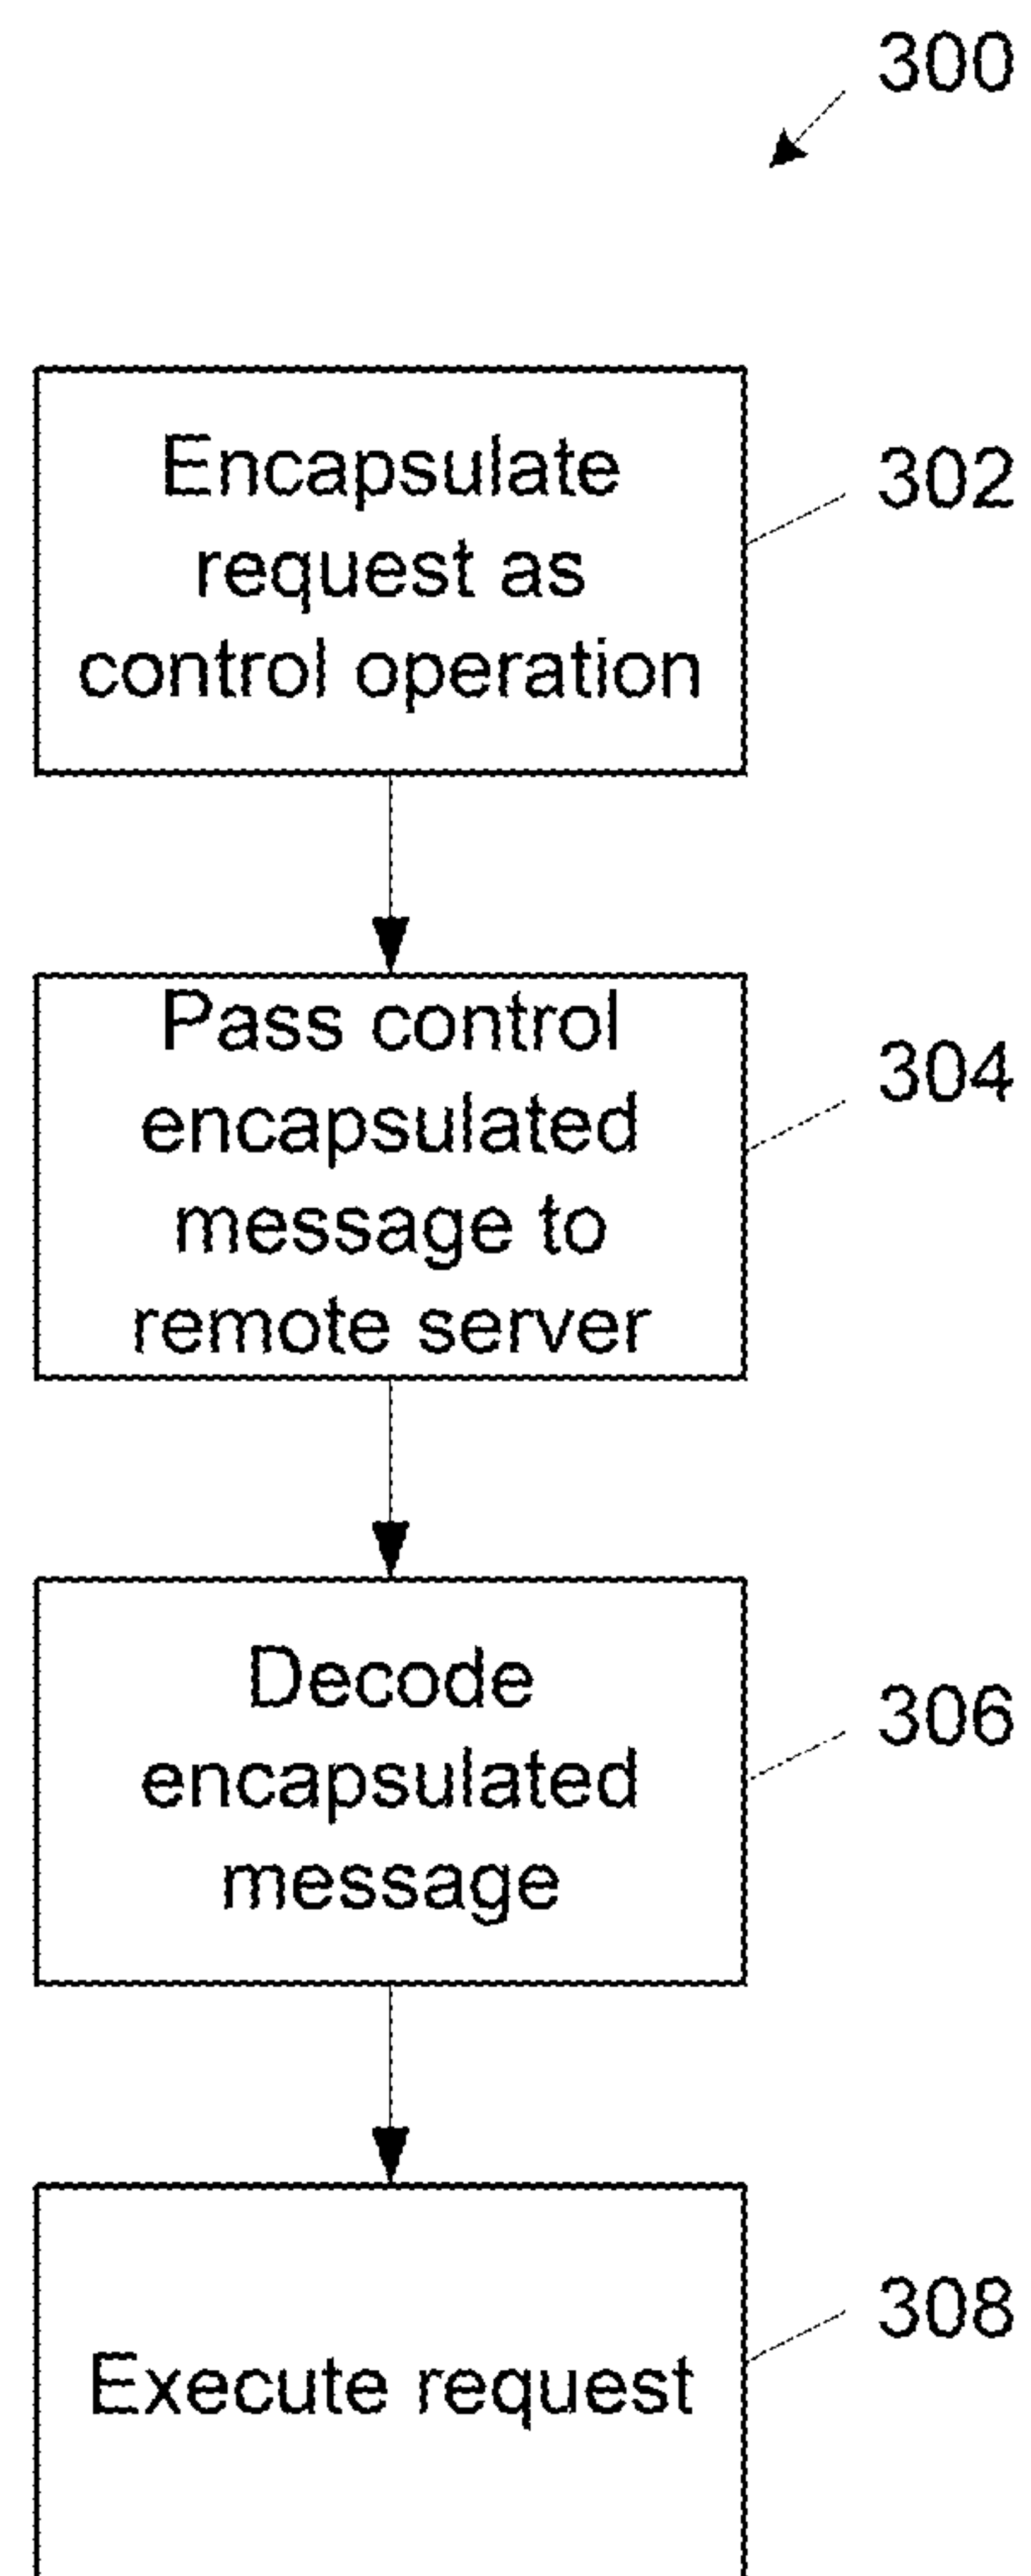 300
Encapsulate
request as
control operation
302
Pass control
encapsulated
message to
remote server
304
Decode
encapsulated
message
306
Execute request
308